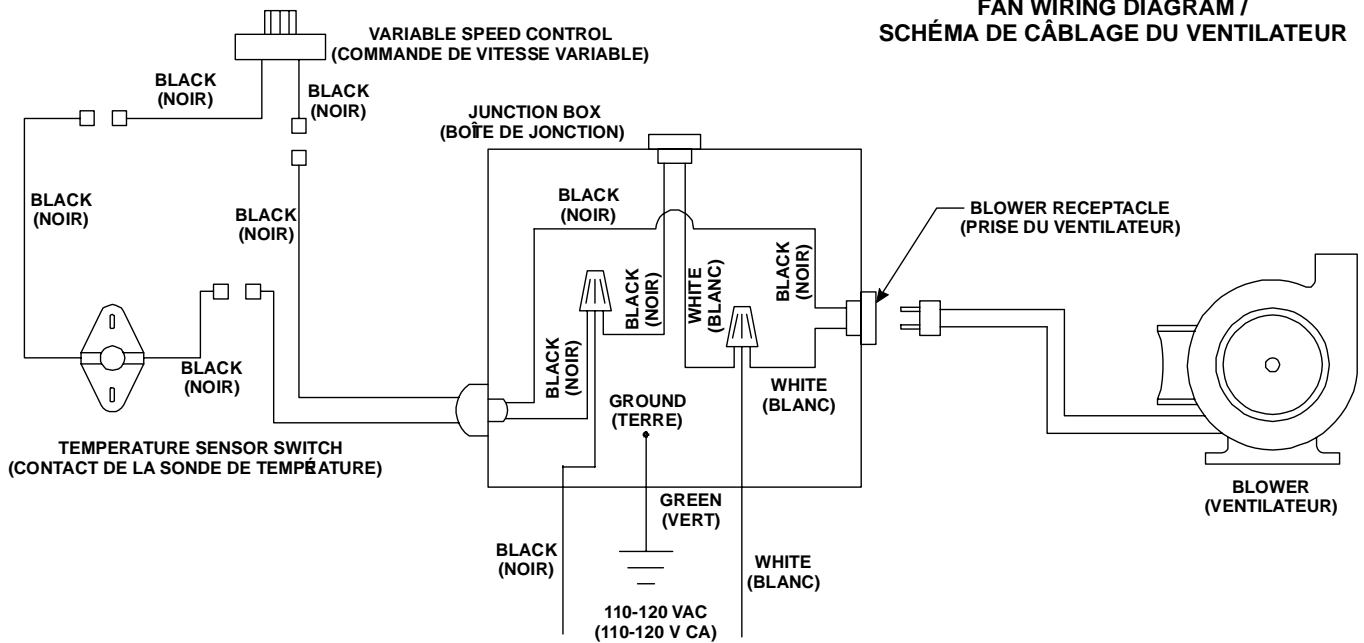 FAN WIRING DIAGRAM /
SCHÉMA DE CÂBLAGE DU VENTILATEUR
VARIABLE SPEED CONTROL
(COMMANDE DE VITESSE VARIABLE)
BLACK
(NOIR)
BLACK
(NOIR)
JUNCTION BOX
(BOÎTE DE JONCTION)
BLACK
(NOIR)
BLACK
(NOIR)
BLACK
(NOIR)
BLOWER RECEPTACLE
(PRISE DU VENTILATEUR)
BLACK
(NOIR)
WHITE
(BLANC)
BLACK
(NOIR)
BLACK
(NOIR)
BLACK
(NOIR)
GROUND
(TERRE)
WHITE
(BLANC)
TEMPERATURE SENSOR SWITCH
(CONTACT DE LA SONDE DE TEMPÉRATURE)
BLOWER
(VENTILATEUR)
GREEN
(VERT)
BLACK
(NOIR)
WHITE
(BLANC)
110-120 VAC
(110-120 V CA)